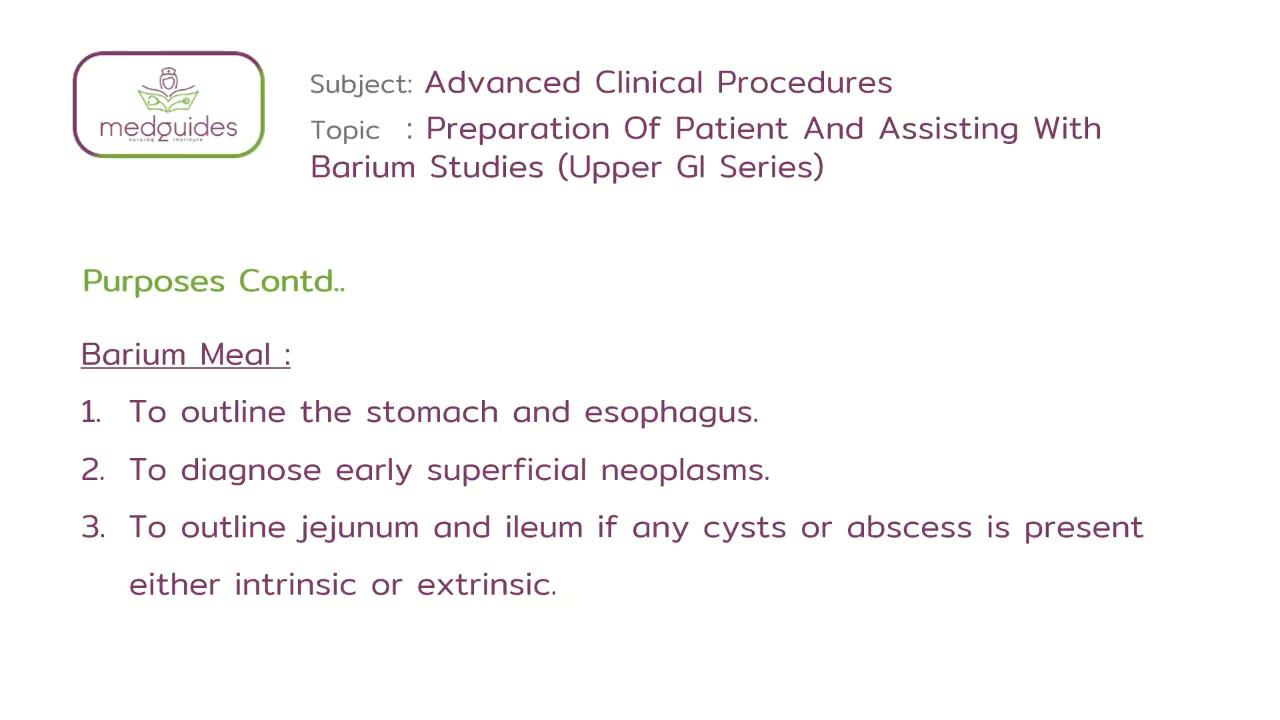 medguides
nursing institute
Subject: Advanced Clinical Procedures
Topic : Preparation Of Patient And Assisting With
Barium Studies (Upper GI Series)
Purposes Contd..
Barium Meal :
1. To outline the stomach and esophagus.
2. To diagnose early superficial neoplasms.
3. To outline jejunum and ileum if any cysts or abscess is present
either intrinsic or extrinsic.